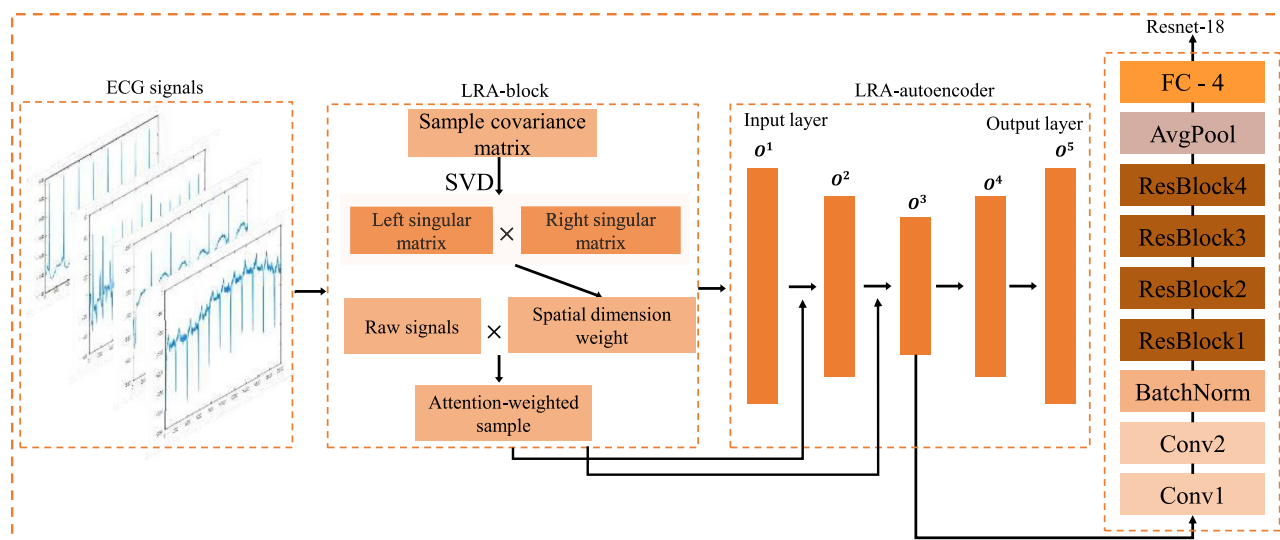 ECG signals
LRA-block
Sample covariance
matrix
SVD
Left singular
matrix
×
Right singular
matrix
Raw signals
×
Spatial dimension
weight
Attention-weighted
sample
LRA-autoencoder
Input layer
Output layer
O¹
O²
O³
O⁴
O⁵
Resnet-18
FC - 4
AvgPool
ResBlock4
ResBlock3
ResBlock2
ResBlock1
BatchNorm
Conv2
Conv1